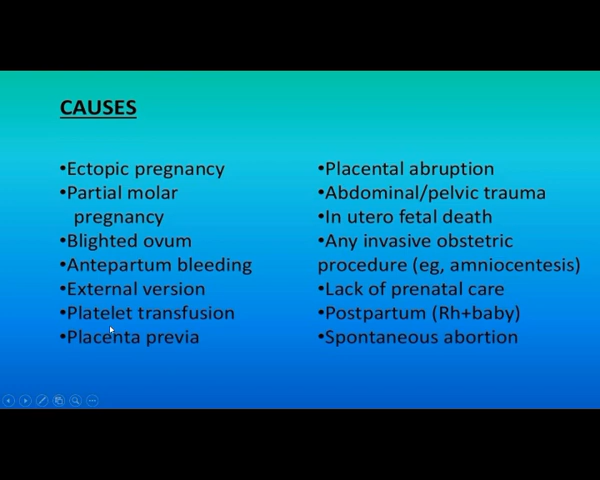 CAUSES
•Ectopic pregnancy
•Partial molar
pregnancy
•Blighted ovum
•Antepartum bleeding
•External version
•Platelet transfusion
•Placenta previa
•Placental abruption
•Abdominal/pelvic trauma
•In utero fetal death
•Any invasive obstetric
procedure (eg, amniocentesis)
•Lack of prenatal care
•Postpartum (Rh+baby)
•Spontaneous abortion